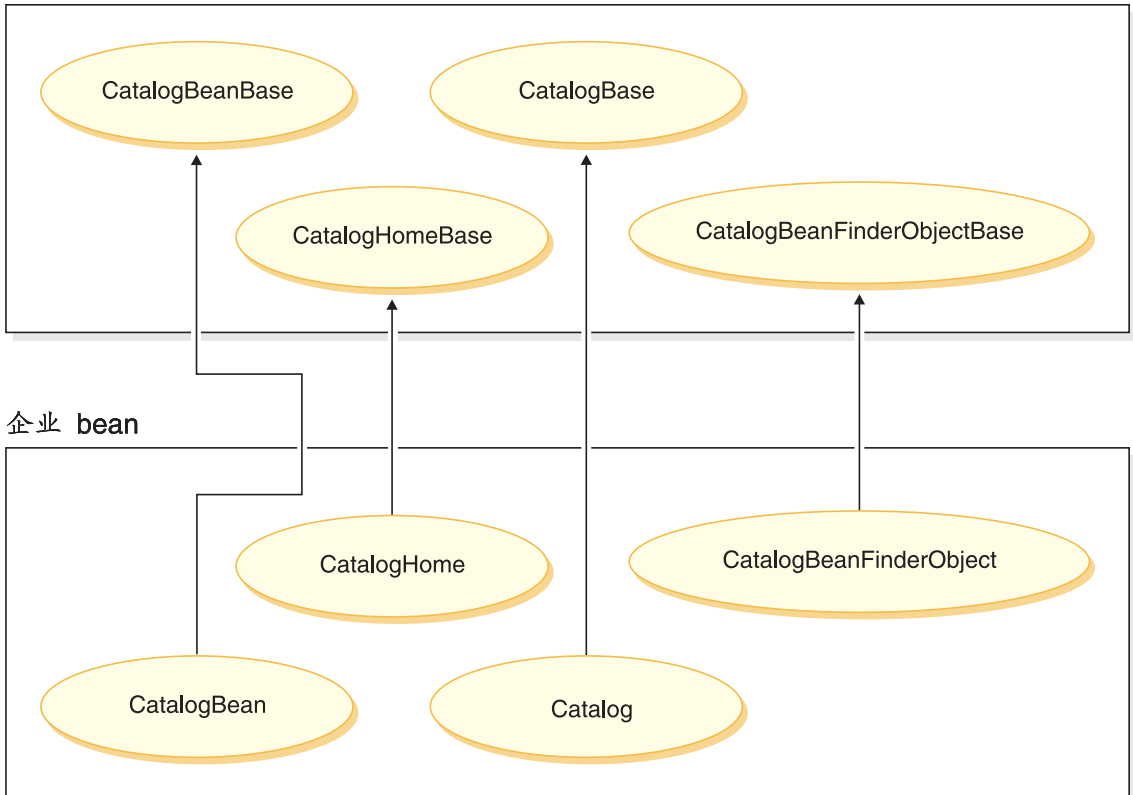 CatalogBeanBase
CatalogBase
CatalogHomeBase
CatalogBeanFinderObjectBase
企业 bean
CatalogHome
CatalogBeanFinderObject
CatalogBean
Catalog